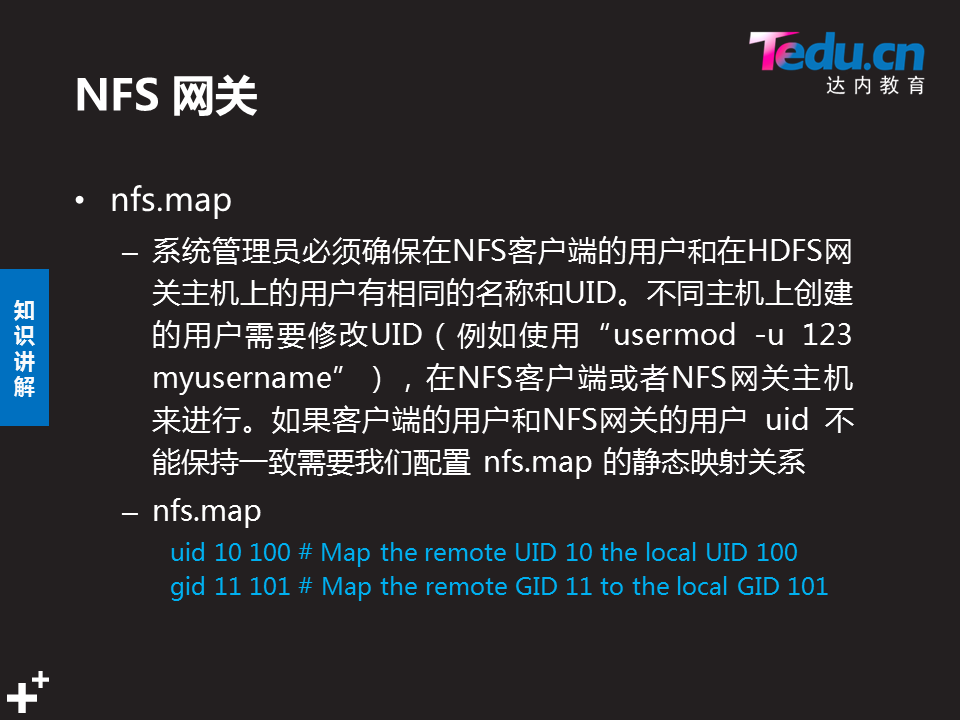 Tedu.cn
达内教育
NFS 网关
• nfs.map
– 系统管理员必须确保在NFS客户端的用户和在HDFS网
关主机上的用户有相同的名称和UID。不同主机上创建
的用户需要修改UID（例如使用“usermod -u 123
myusername”），在NFS客户端或者NFS网关主机
来进行。如果客户端的用户和NFS网关的用户 uid 不
能保持一致需要我们配置 nfs.map 的静态映射关系
– nfs.map
uid 10 100 # Map the remote UID 10 the local UID 100
gid 11 101 # Map the remote GID 11 to the local GID 101
知
识
讲
解